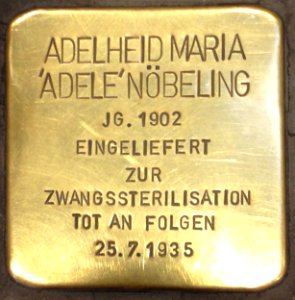 ADELHEID MARIA
'ADELE' NÖBELING
JG. 1902
EINGELIEFERT
ZUR
ZWANGSSTERILISATION
TOT AN FOLGEN
25.7.1935